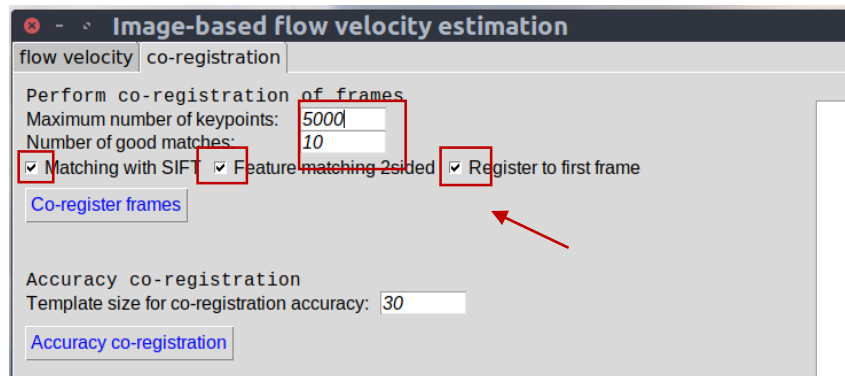 Image-based flow velocity estimation
flow velocity co-registration
Perform co-registration of frames
Maximum number of keypoints: 5000
Number of good matches: 10
Matching with SIFT Feature matching 2sided Register to first frame
Co-register frames
Accuracy co-registration
Template size for co-registration accuracy: 30
Accuracy co-registration